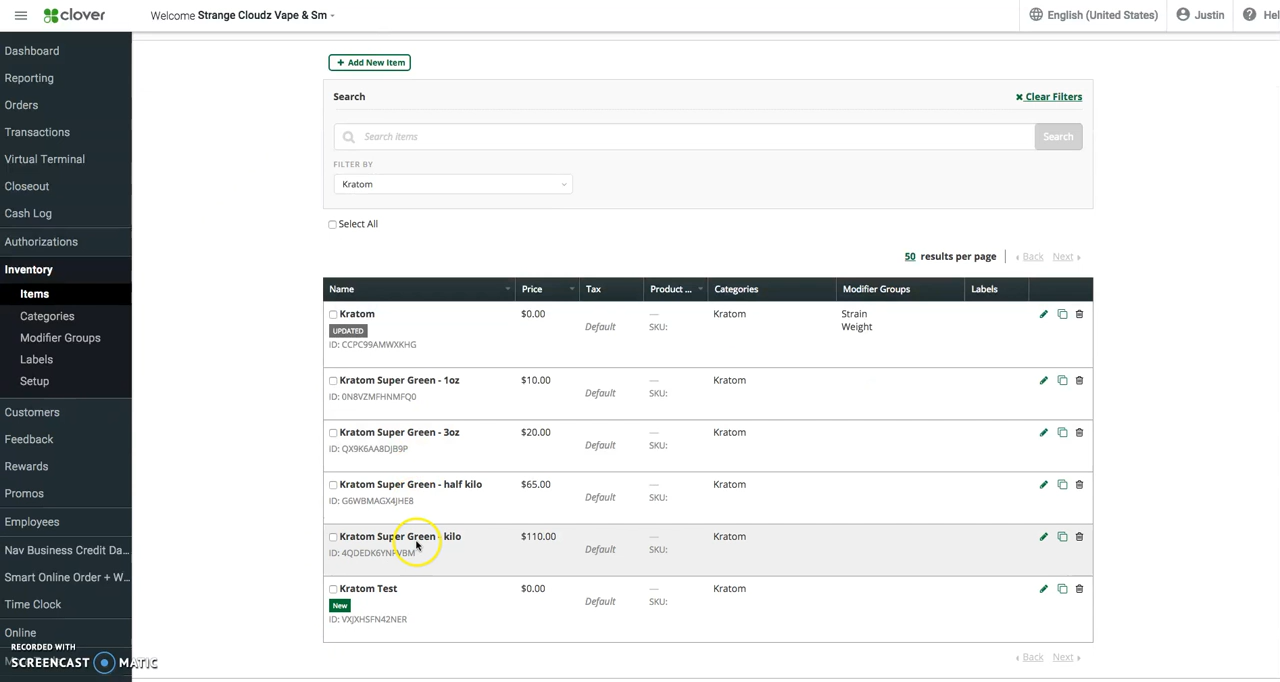 clover
Welcome Strange Cloudz Vape & Sm
English (United States)
Justin
Hel
Dashboard
Reporting
Orders
Transactions
Virtual Terminal
Closeout
Cash Log
Authorizations
Inventory
Items
Categories
Modifier Groups
Labels
Setup
Customers
Feedback
Rewards
Promos
Employees
Nav Business Credit Da...
Smart Online Order + W...
Time Clock
Online
RECORDED WITH
SCREENCAST MATIC
+ Add New Item
Search
x Clear Filters
Search Items
Search
FILTER BY
Kratom
Select All
50 results per page
Back Next
Name Price Tax Product ... Categories Modifier Groups Labels
Kratom $0.00 — Kratom Strain
Default SKU: Weight
UPDATED
ID: CCPC99AMWXKHG
Kratom Super Green - 1oz $10.00 — Kratom
Default SKU:
ID: 0N8VZMFHNMFQ0
Kratom Super Green - 3oz $20.00 — Kratom
Default SKU:
ID: QX9K6AA8DJB9P
Kratom Super Green - half kilo $65.00 — Kratom
Default SKU:
ID: G6WBMAGX4JHE8
Kratom Super Green - kilo $110.00 — Kratom
Default SKU:
ID: 4QDEDK6YNPVBM
Kratom Test $0.00 — Kratom
Default SKU:
New
ID: VXJXHSFN42NER
Back Next